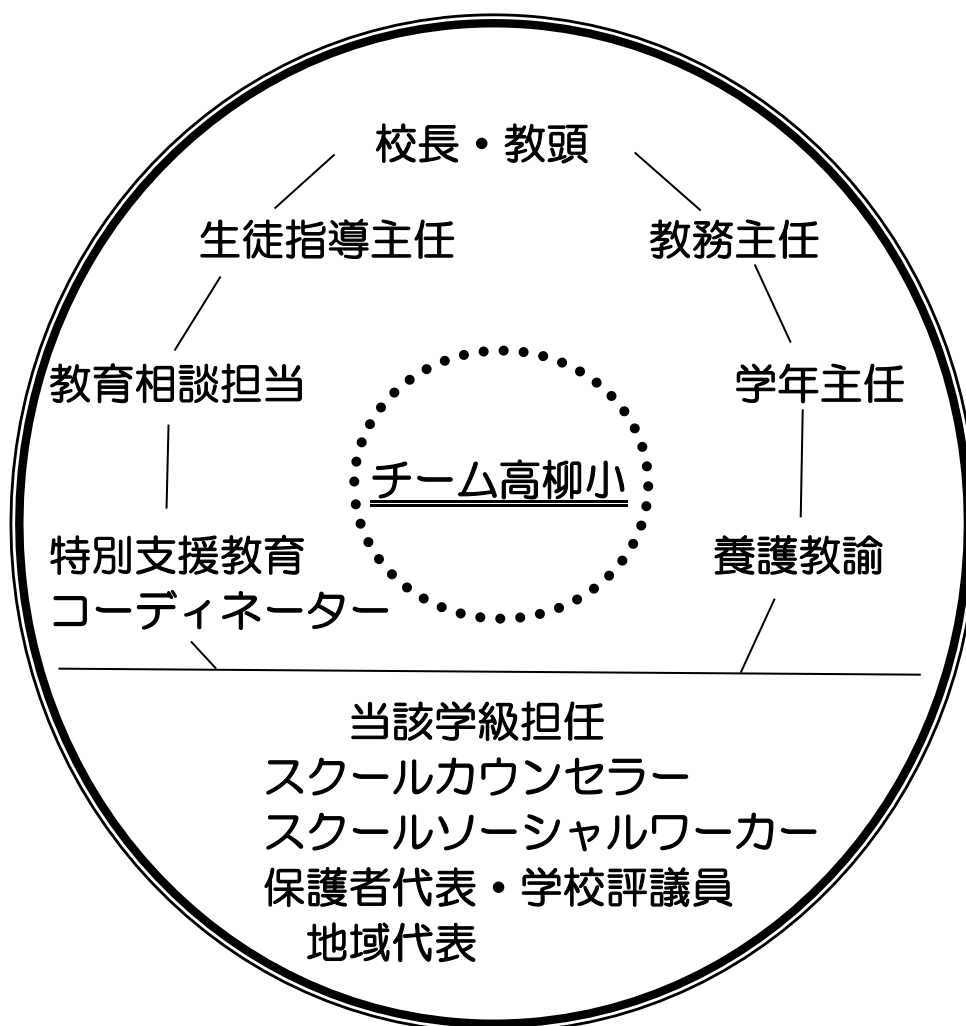 校長・教頭
生徒指導主任
教務主任
教育相談担当
学年主任
チーム高柳小
特別支援教育
コーディネーター
養護教諭
当該学級担任
スクールカウンセラー
スクールソーシャルワーカー
保護者代表・学校評議員
地域代表